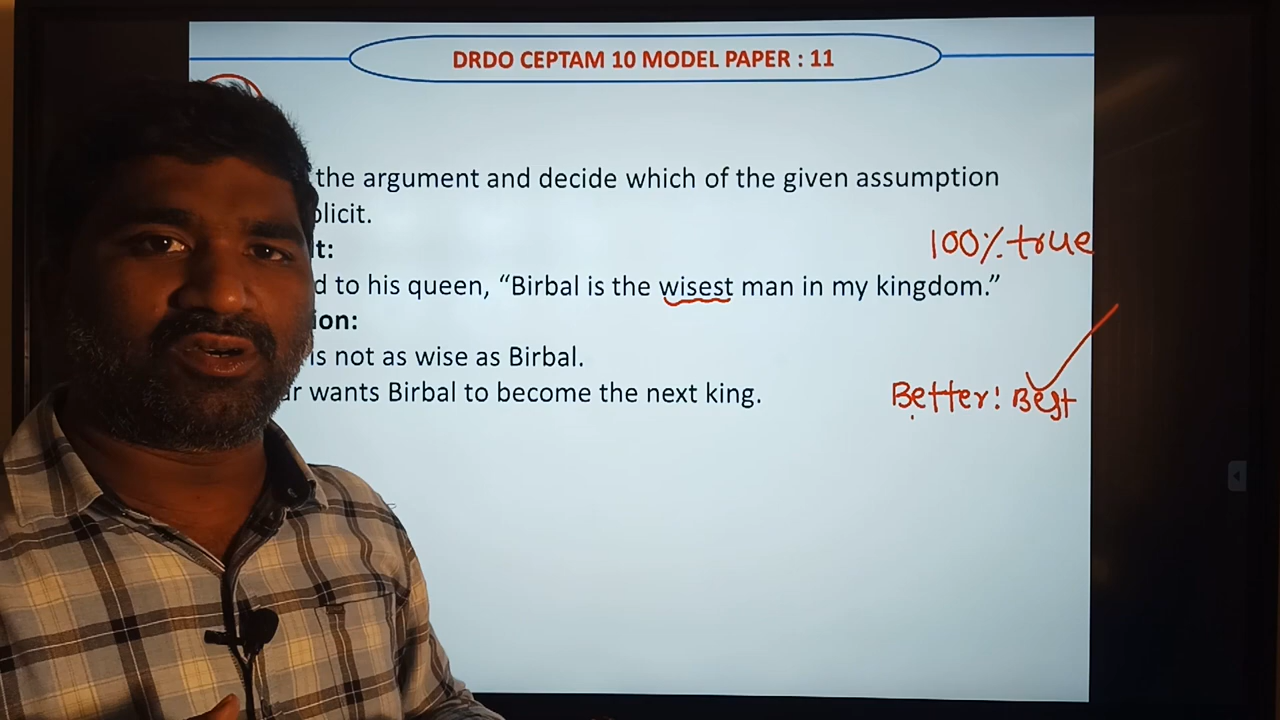 DRDO CEPTAM 10 MODEL PAPER : 11
the argument and decide which of the given assumption
100% true
to his queen, “Birbal is the wisest man in my kingdom.”
is not as wise as Birbal.
wants Birbal to become the next king.
Better! Best